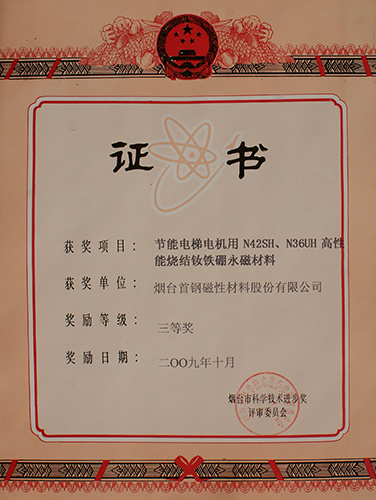 证 书
获奖项目： 节能电梯电机用 N42SH、N36UH 高性
能烧结钕铁硼永磁材料
获奖单位： 烟台首钢磁性材料股份有限公司
奖励等级： 三等奖
奖励日期： 二〇〇九年十月
烟台市科学技术进步奖
评审委员会